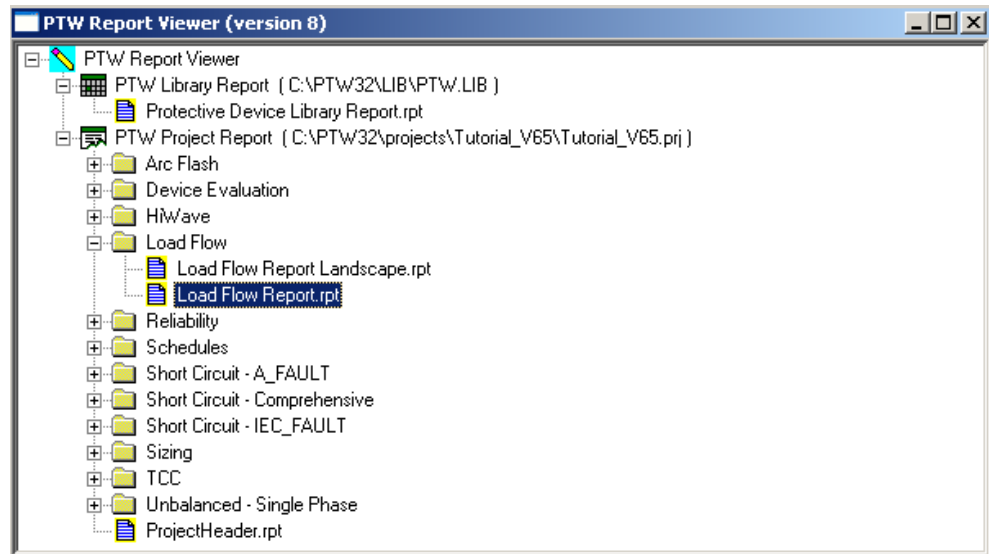 PTW Report Viewer (version 8)
PTW Report Viewer
PTW Library Report ( C:\PTW32\LIB\PTW.LIB )
Protective Device Library Report.rpt
PTW Project Report ( C:\PTW32\projects\Tutorial_V65\Tutorial_V65.prj )
Arc Flash
Device Evaluation
HiWave
Load Flow
Load Flow Report Landscape.rpt
Load Flow Report.rpt
Reliability
Schedules
Short Circuit - A_FAULT
Short Circuit - Comprehensive
Short Circuit - IEC_FAULT
Sizing
TCC
Unbalanced - Single Phase
ProjectHeader.rpt